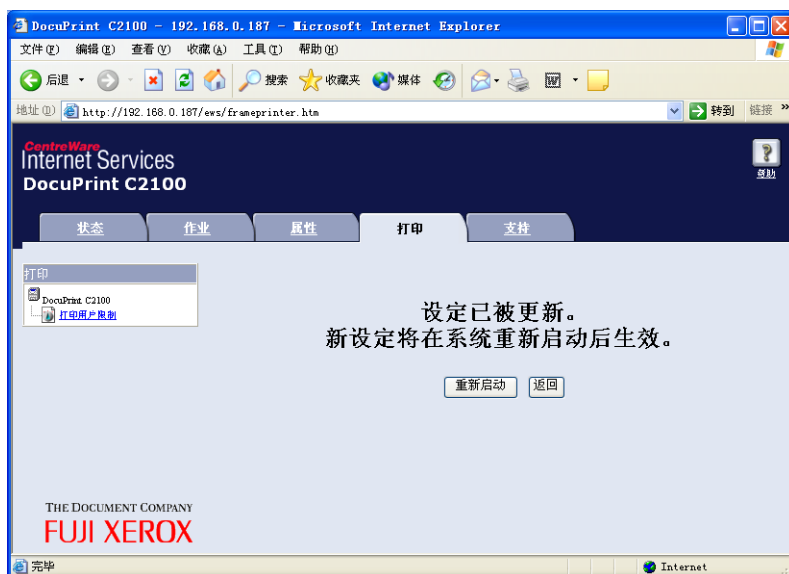 DocuPrint C2100 - 192.168.0.187 - Microsoft Internet Explorer
文件(F) 编辑(E) 查看(V) 收藏(A) 工具(T) 帮助(H)
后退 搜索 收藏夹 媒体
地址(D) http://192.168.0.187/ews/frameprinter.htm 转到 链接 »
CentreWare
Internet Services
DocuPrint C2100
帮助
状态 作业 属性 打印 支持
打印
DocuPrint C2100
打印用户限制
设定已被更新。
新设定将在系统重新启动后生效。
重新启动 返回
THE DOCUMENT COMPANY
FUJI XEROX
完毕 Internet